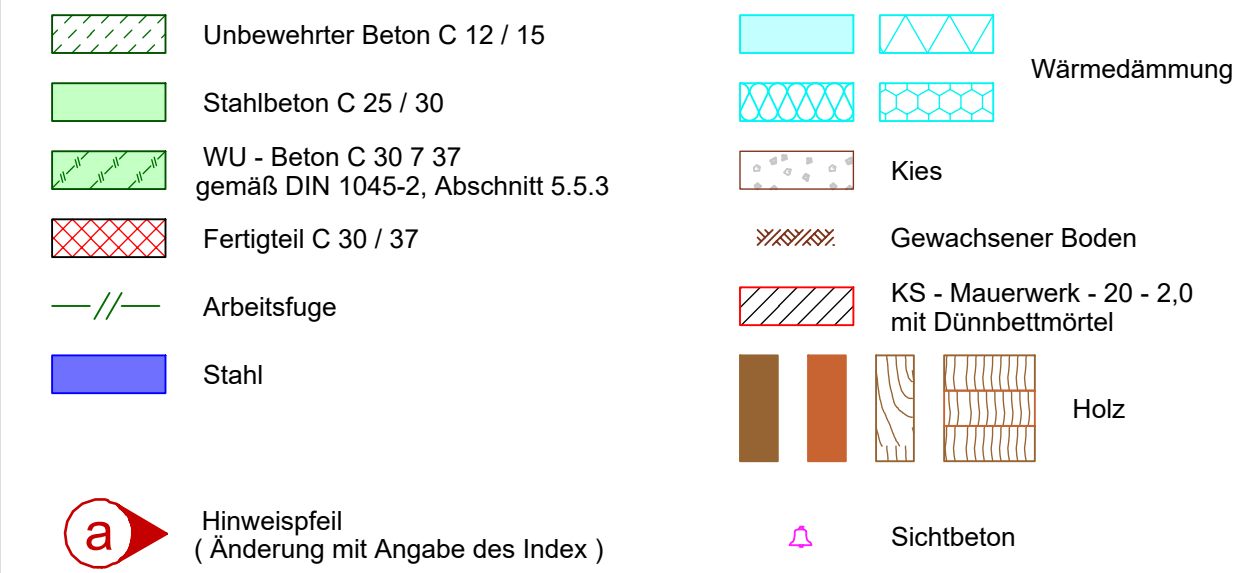 Unbewehrter Beton C 12 / 15
Stahlbeton C 25 / 30
WU - Beton C 30 7 37
gemäß DIN 1045-2, Abschnitt 5.5.3
Fertigteil C 30 / 37
Arbeitsfuge
Stahl
a
Hinweispfeil
( Änderung mit Angabe des Index )
Wärmedämmung
Kies
Gewachsener Boden
KS - Mauerwerk - 20 - 2,0
mit Dünnbettmörtel
Holz
Sichtbeton